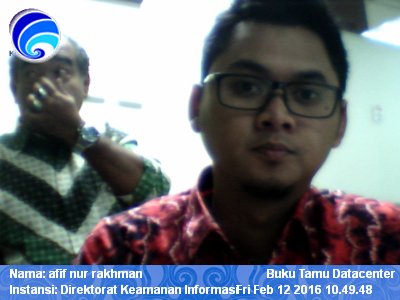 Nama: afif nur rakhman Buku Tamu Datacenter
Instansi: Direktorat Keamanan InformasFri Feb 12 2016 10.49.48